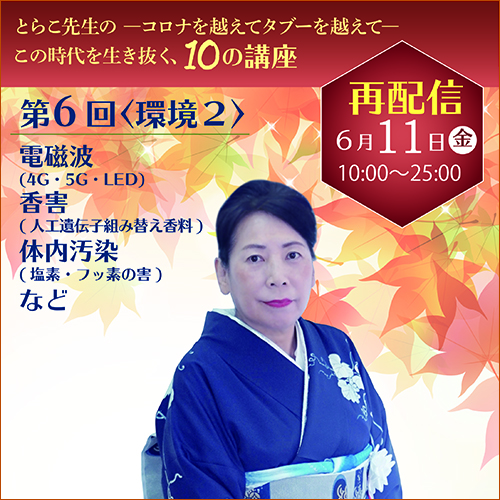 とらこ先生の ―コロナを越えてタブーを越えて―
この時代を生き抜く、10の講座
再配信
6月11日㊎
10:00～25:00
第6回〈環境2〉
電磁波
(4G・5G・LED)
香害
(人工遺伝子組み替え香料)
体内汚染
(塩素・フッ素の害)
など